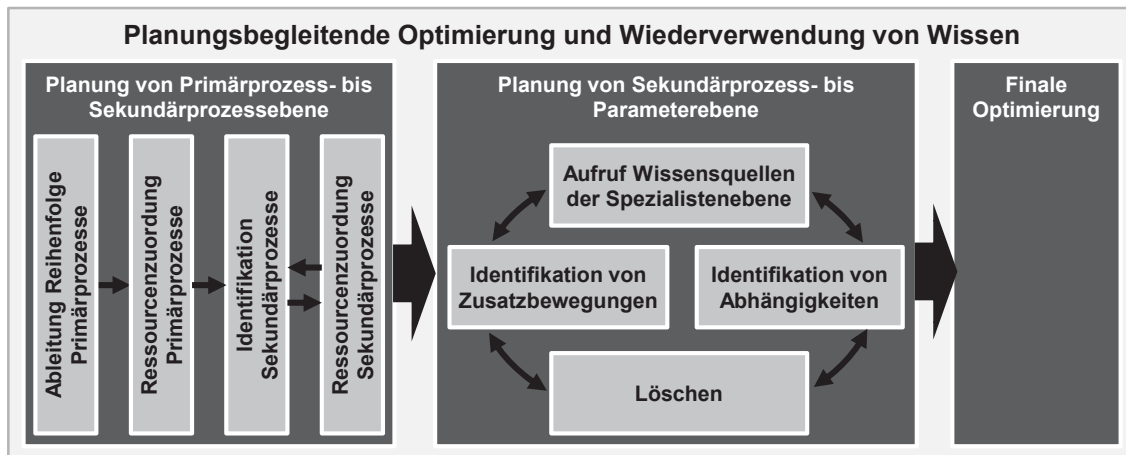 Planungsbegleitende Optimierung und Wiederverwendung von Wissen
Planung von Primärprozess- bis
Sekundärprozessebene
Ableitung Reihenfolge
Primärprozesse
Ressourcenzuordung
Primärprozesse
Identifikation
Sekundärprozesse
Ressourcenzuordung
Sekundärprozesse
Planung von Sekundärprozess- bis
Parameterebene
Aufruf Wissensquellen
der Spezialistenebene
Identifikation von
Zusatzbewegungen
Identifikation von
Abhängigkeiten
Löschen
Finale
Optimierung